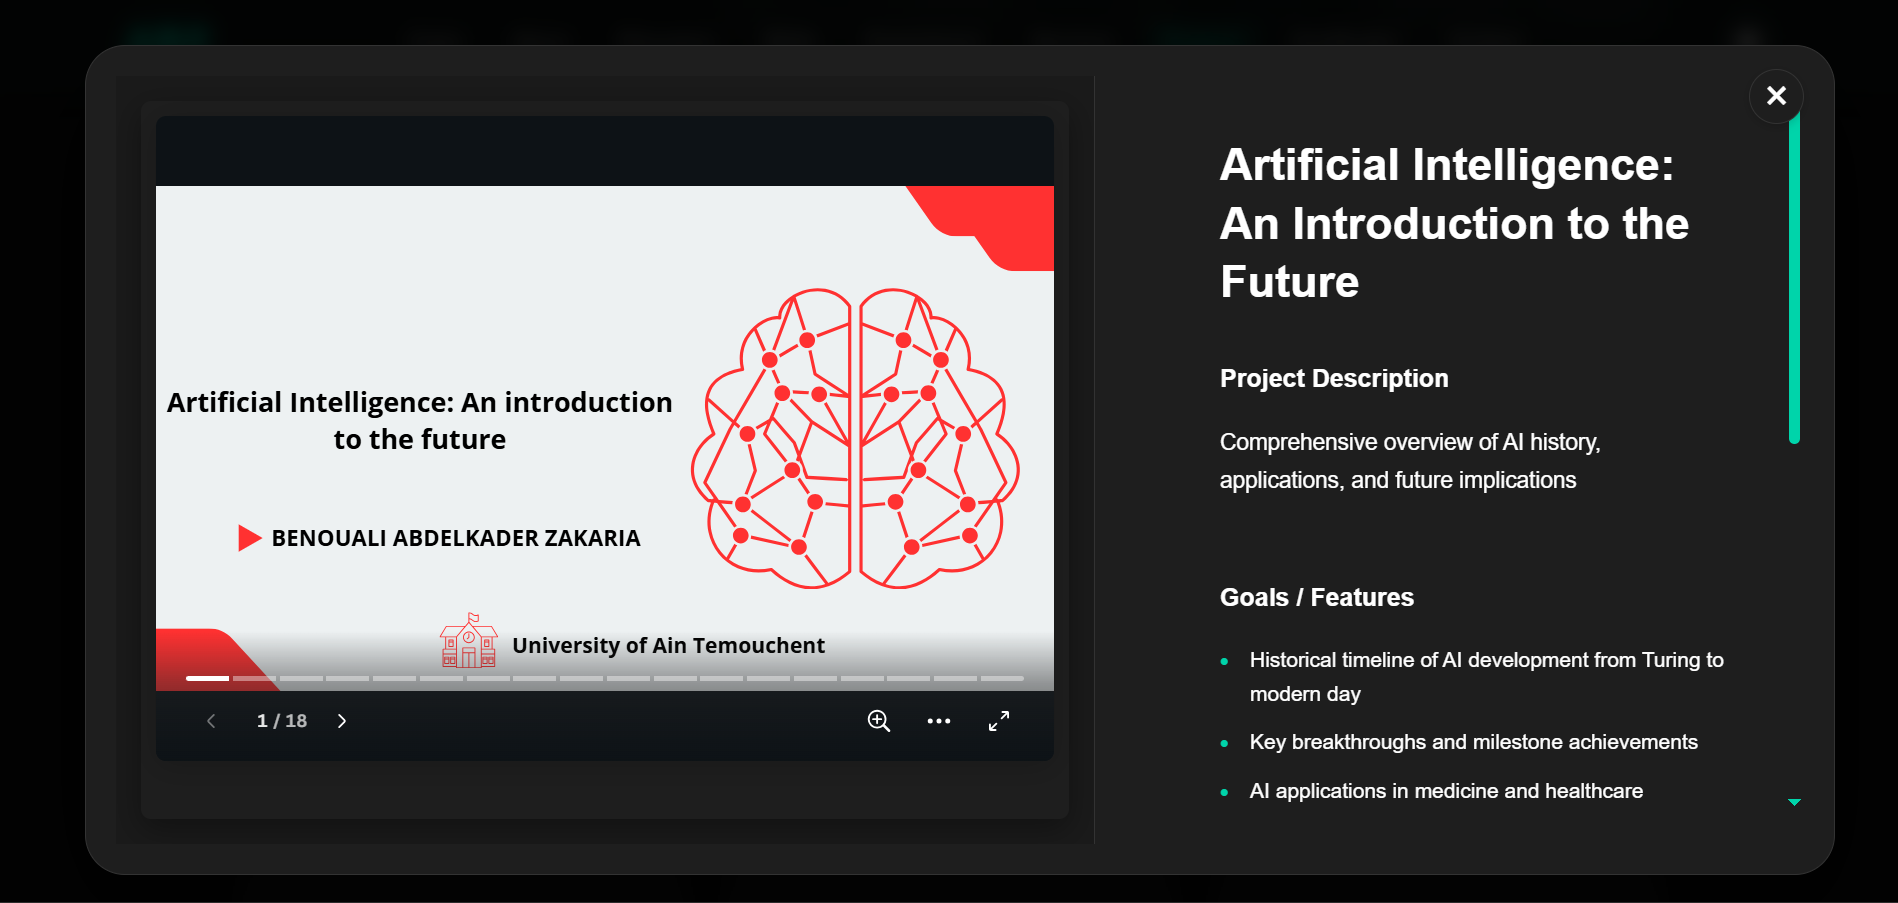 Artificial Intelligence: An introduction
to the future
BENOUALI ABDELKADER ZAKARIA
University of Ain Temouchent
1 / 18
Artificial Intelligence:
An Introduction to the
Future
Project Description
Comprehensive overview of AI history,
applications, and future implications
Goals / Features
Historical timeline of AI development from Turing to
modern day
Key breakthroughs and milestone achievements
AI applications in medicine and healthcare